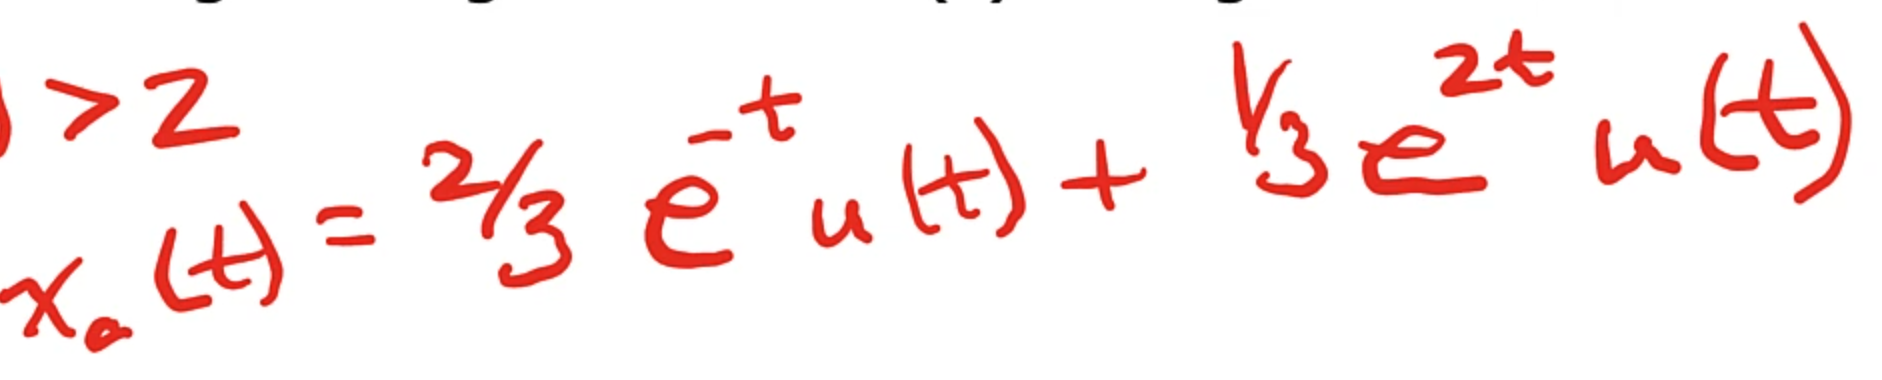 ) > 2
xₐ(t) = 2/3 e^{-t} u(t) + 1/3 e^{2t} u(t)